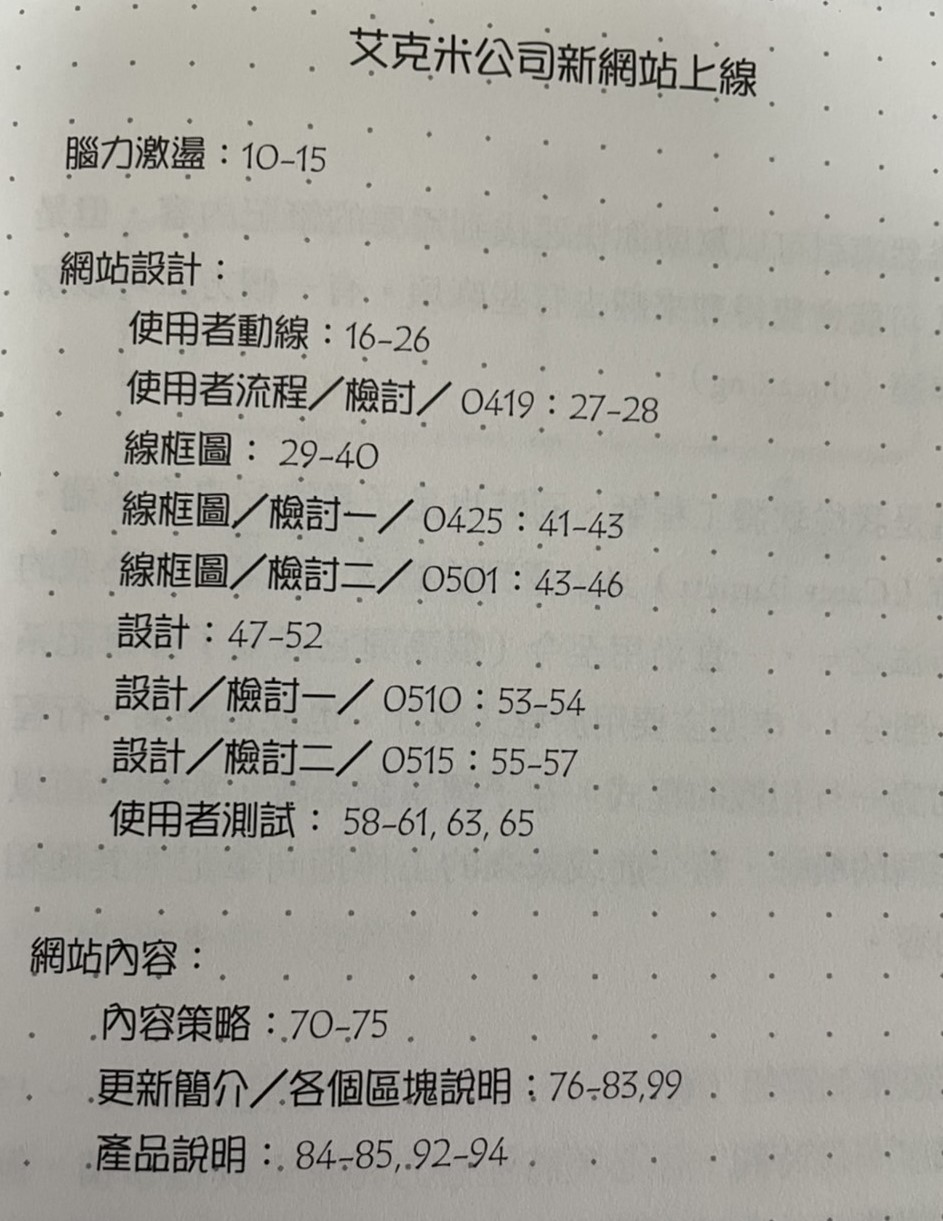 艾克米公司新網站上線
腦力激盪：10-15
網站設計：
使用者動線：16-26
使用者流程／檢討／0419：27-28
線框圖：29-40
線框圖／檢討一／0425：41-43
線框圖／檢討二／0501：43-46
設計：47-52
設計／檢討一／0510：53-54
設計／檢討二／0515：55-57
使用者測試：58-61, 63, 65
網站內容：
內容策略：70-75
更新簡介／各個區塊說明：76-83,99
產品說明：84-85, 92-94